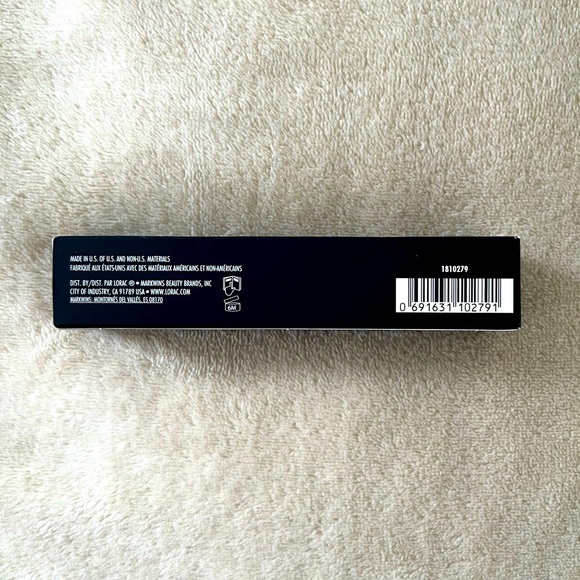 MADE IN U.S. OF U.S. AND NON-U.S. MATERIALS
FABRIQUÉ AUX ÉTATS-UNIS AVEC DES MATÉRIAUX AMÉRICAINS ET NON-AMÉRICAINS
DIST. BY/DIST. PAR LORAC ® • MARKWINS BEAUTY BRANDS, INC
CITY OF INDUSTRY, CA 91789 USA • WWW.LORAC.COM
MARKWINS: MONTORNÈS DEL VALLÈS, ES 08170
6M
1810279
0 691631 102791